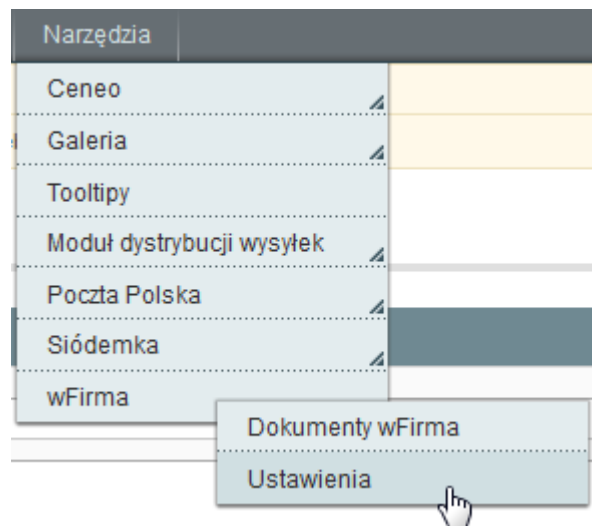 Narzędzia
Ceneo
Galeria
Tooltipy
Moduł dystrybucji wysyłek
Poczta Polska
Siódemka
wFirma
Dokumenty wFirma
Ustawienia